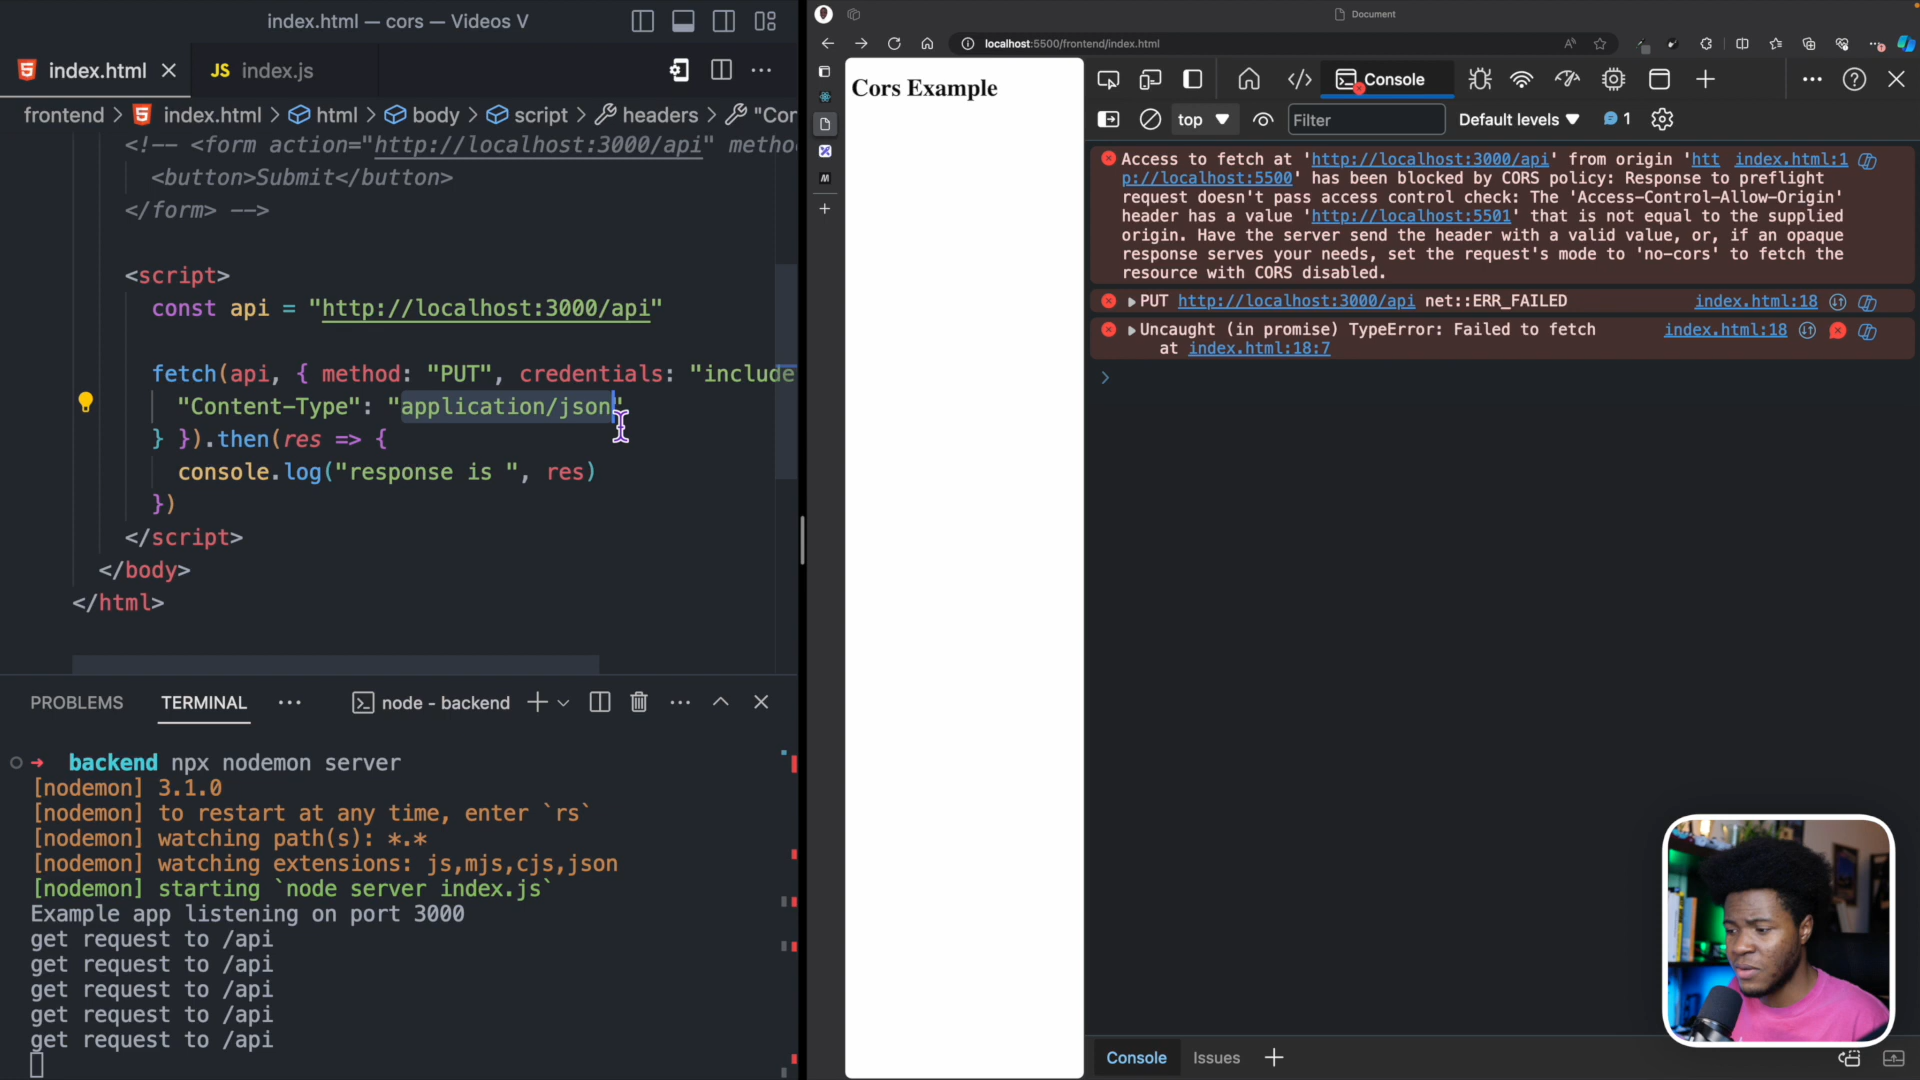 index.html — cors — Videos V
index.html
JS index.js
frontend > index.html > html > body > script > headers > "Cor
<!-- <form action="http://localhost:3000/api" metho
<button>Submit</button>
</form> -->
<script>
const api = "http://localhost:3000/api"
fetch(api, { method: "PUT", credentials: "include
"Content-Type": "application/json"
} }).then(res => {
console.log("response is ", res)
})
</script>
</body>
</html>
PROBLEMS TERMINAL node - backend
backend npx nodemon server
[nodemon] 3.1.0
[nodemon] to restart at any time, enter `rs`
[nodemon] watching path(s): *.*
[nodemon] watching extensions: js,mjs,cjs,json
[nodemon] starting `node server index.js`
Example app listening on port 3000
get request to /api
get request to /api
get request to /api
get request to /api
get request to /api
Document
localhost:5500/frontend/index.html
Cors Example
Console
top Filter Default levels 1
Access to fetch at 'http://localhost:3000/api' from origin 'htt index.html:1
p://localhost:5500' has been blocked by CORS policy: Response to preflight
request doesn't pass access control check: The 'Access-Control-Allow-Origin'
header has a value 'http://localhost:5501' that is not equal to the supplied
origin. Have the server send the header with a valid value, or, if an opaque
response serves your needs, set the request's mode to 'no-cors' to fetch the
resource with CORS disabled.
PUT http://localhost:3000/api net::ERR_FAILED index.html:18
Uncaught (in promise) TypeError: Failed to fetch index.html:18
at index.html:18:7
Console Issues